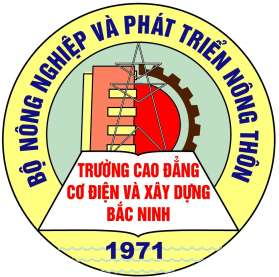 BỘ NÔNG NGHIỆP VÀ PHÁT TRIỂN NÔNG THÔN
TRƯỜNG CAO ĐẲNG
CƠ ĐIỆN VÀ XÂY DỰNG
BẮC NINH
1971